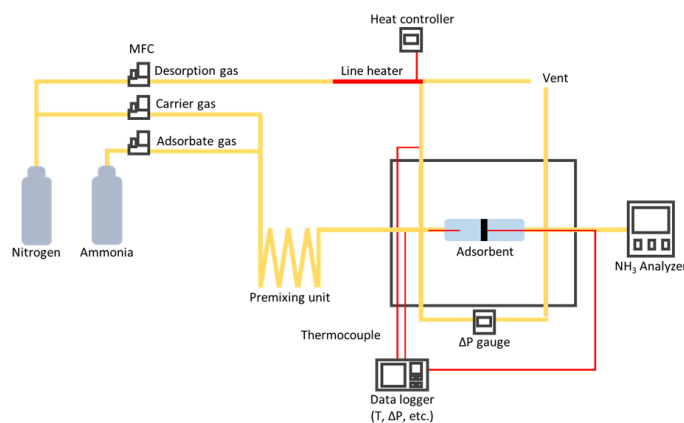 Heat controller
MFC
Desorption gas
Line heater
Vent
Carrier gas
Adsorbate gas
Nitrogen
Ammonia
Adsorbent
NH₃ Analyzer
Premixing unit
Thermocouple
ΔP gauge
Data logger
(T, ΔP, etc.)